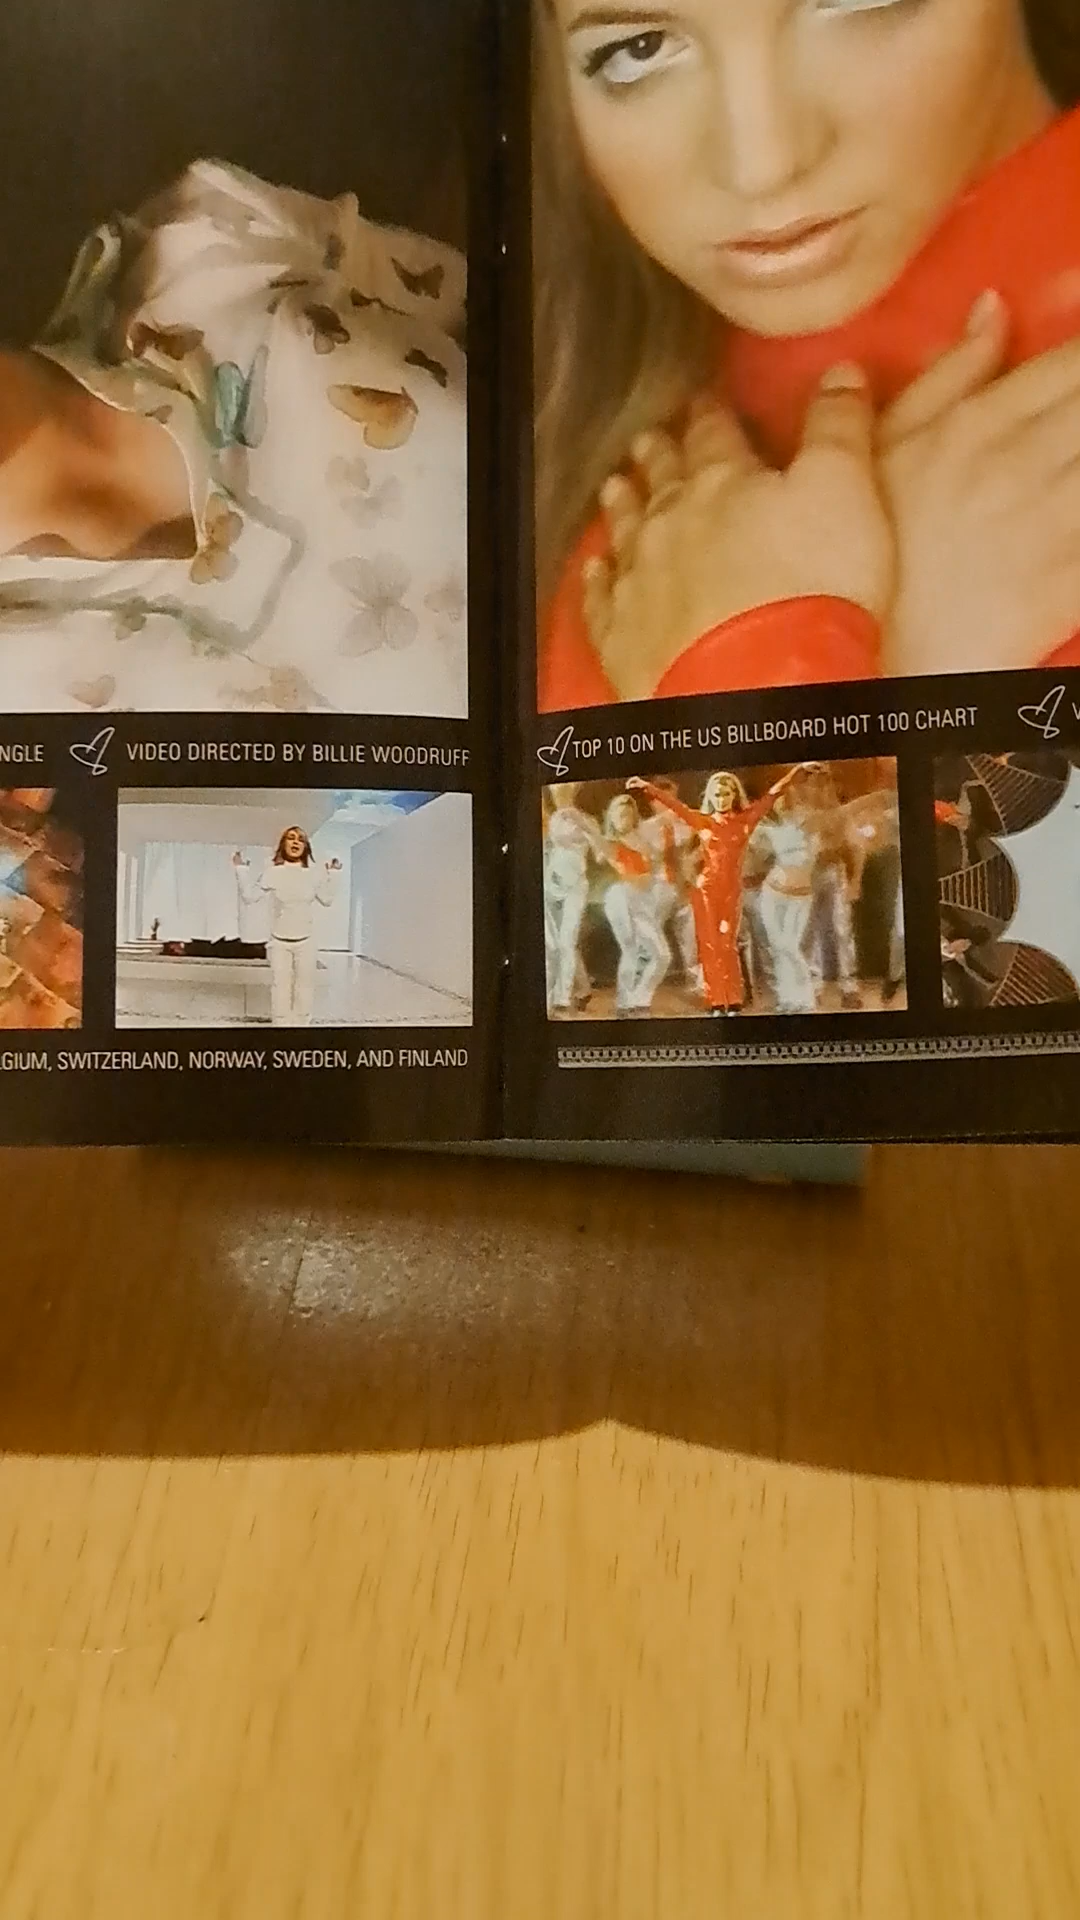 NGLE VIDEO DIRECTED BY BILLIE WOODRUFF
LGIUM, SWITZERLAND, NORWAY, SWEDEN, AND FINLAND
TOP 10 ON THE US BILLBOARD HOT 100 CHART V